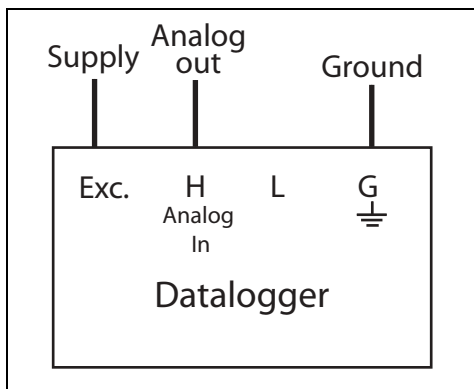 Supply
Analog
out
Ground
Exc.
H
L
G
Analog
In
Datalogger